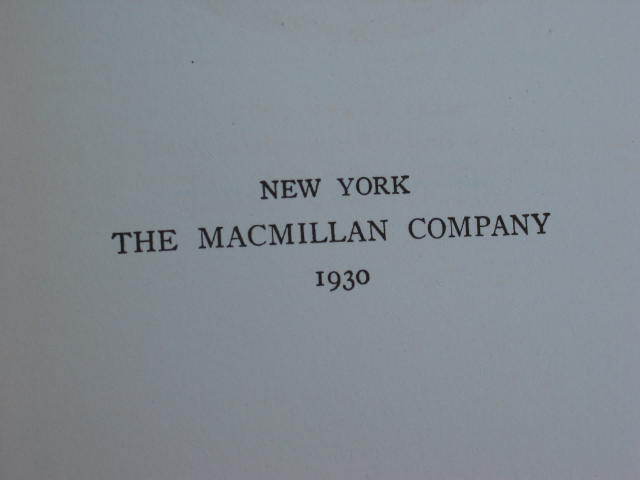 NEW YORK
THE MACMILLAN COMPANY
1930